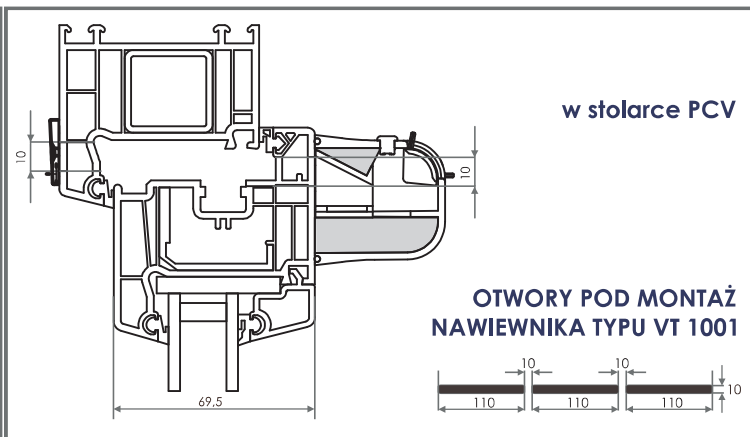 w stolarce PCV
10
10
69,5
OTWORY POD MONTAŻ
NAWIEWNIKA TYPU VT 1001
10 10
10
110 110 110